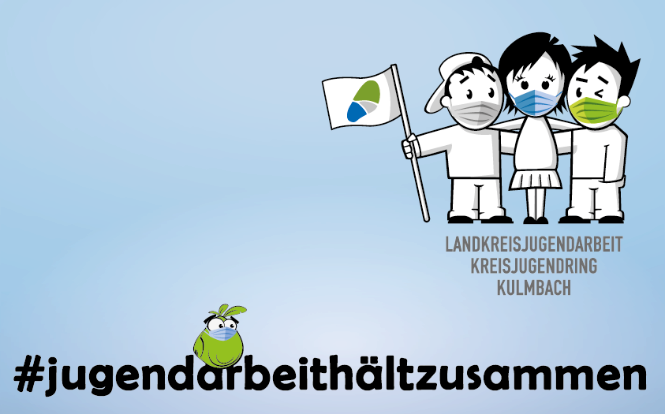 LANDKREISJUGENDARBEIT
KREISJUGENDRING
KULMBACH
#jugendarbeithältzusammen